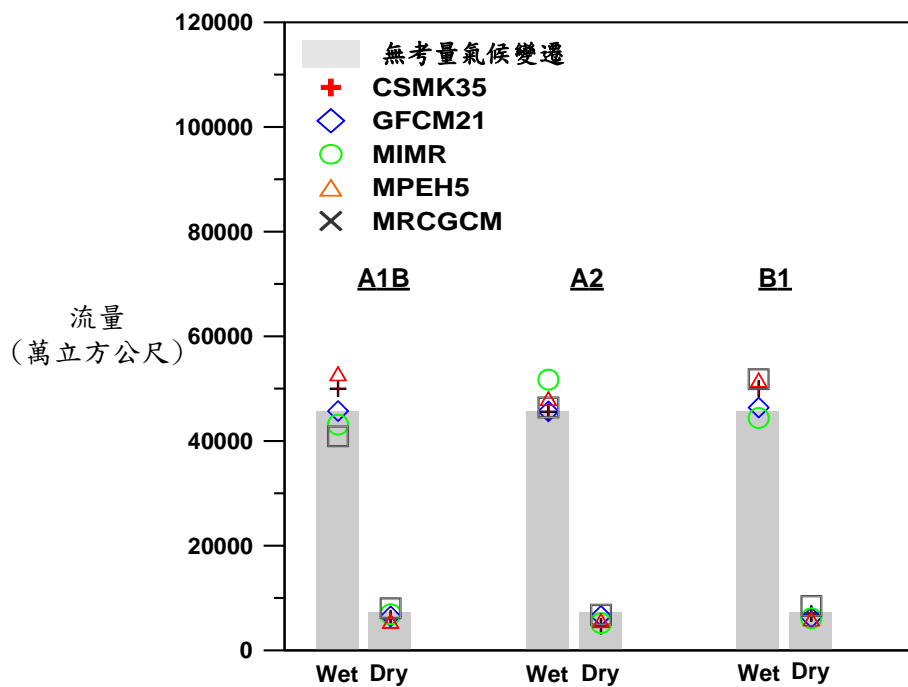 120000
100000
80000
60000
40000
20000
0
流量
(萬立方公尺)
無考量氣候變遷
CSMK35
GFCM21
MIMR
MPEH5
MRCGCM
A1B
A2
B1
Wet Dry
Wet Dry
Wet Dry